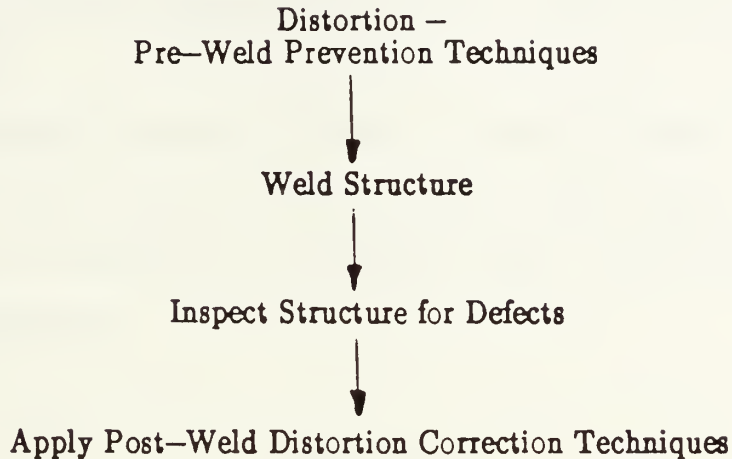 Distortion –
Pre–Weld Prevention Techniques
Weld Structure
Inspect Structure for Defects
Apply Post–Weld Distortion Correction Techniques